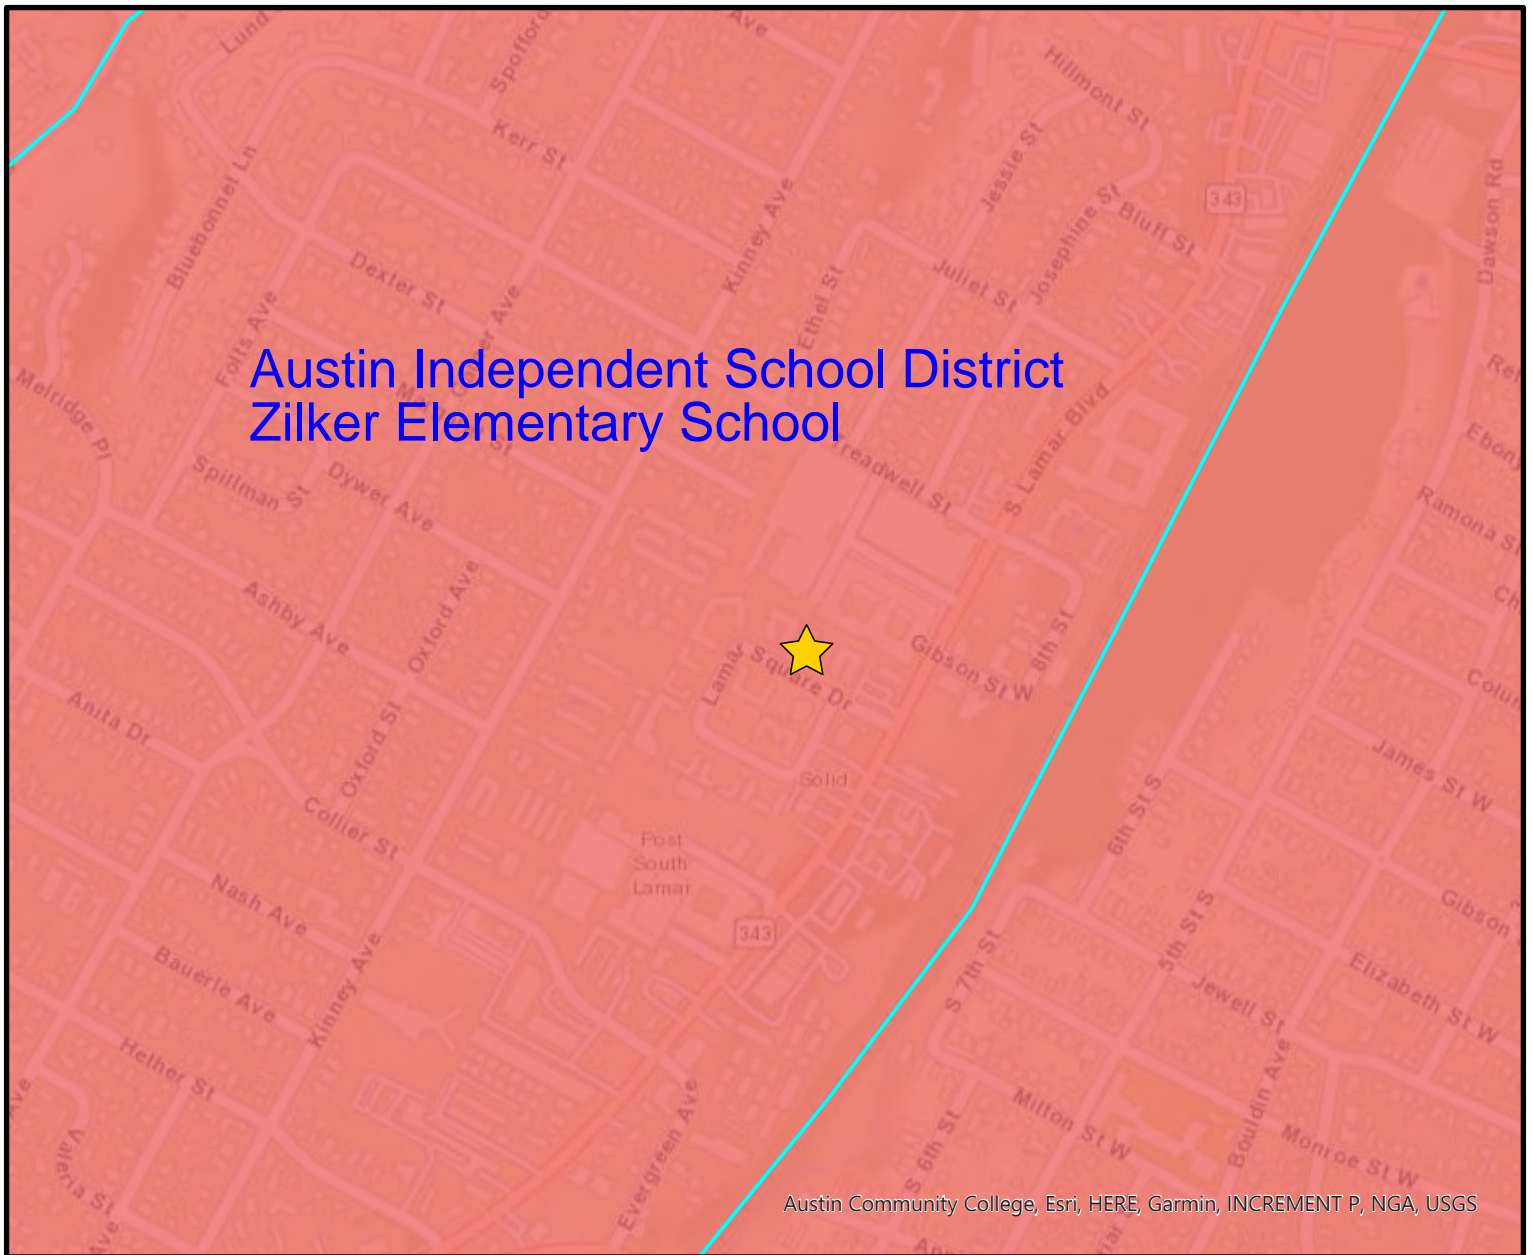 Lund
Spofford
Ave
Hillmont St
Kerr St
Jessie St
Bluebonnet Ln
Kinney Ave
343
Dawson Rd
Josephine St
Bluff St
Dexter St
Juliet St
Ethel St
Folts Ave
Austin Independent School District
Zilker Elementary School
Melridge Pl
S Lamar Blvd
Treadwell St
Ebony
Spillman St
Dywer Ave
Ramona St
Ashby Ave
Oxford Ave
8th St
Gibson St W
Lamar Square Dr
Anita Dr
Oxford St
James St W
Solid
6th St S
Collier St
Post
South
Lamar
Nash Ave
Gibson
343
5th St S
Bauerle Ave
Kinney Ave
S 7th St
Jewell St
Elizabeth St W
Hether St
Ave
Evergreen Ave
Milton St W
Bouldin Ave
Monroe St W
S 6th St
Valeria St
Ave
Austin Community College, Esri, HERE, Garmin, INCREMENT P, NGA, USGS